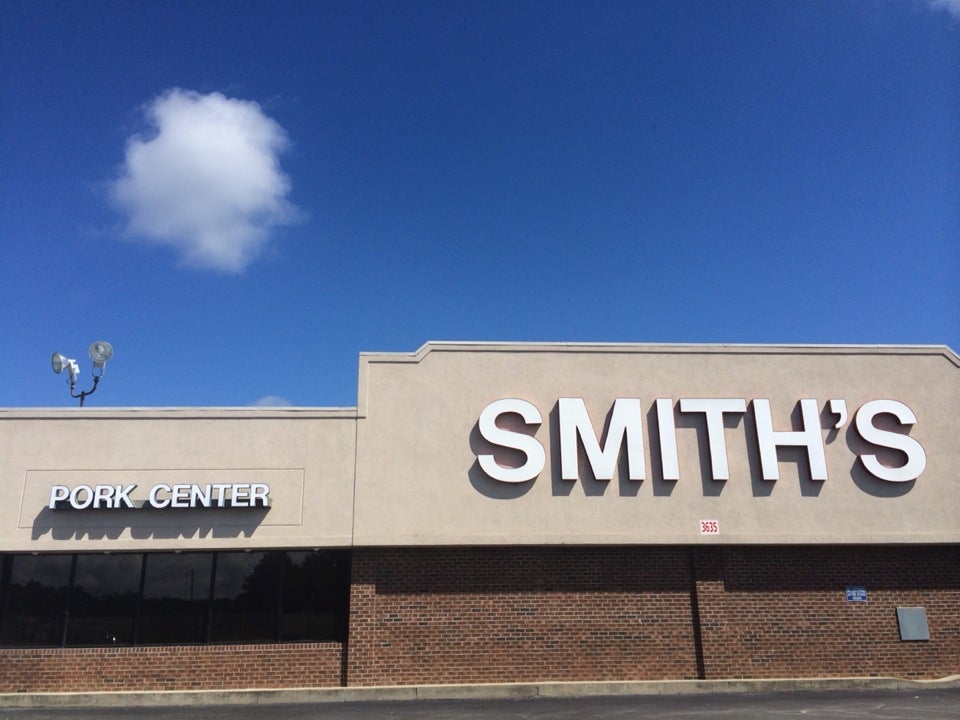 PORK CENTER
SMITH'S
3635